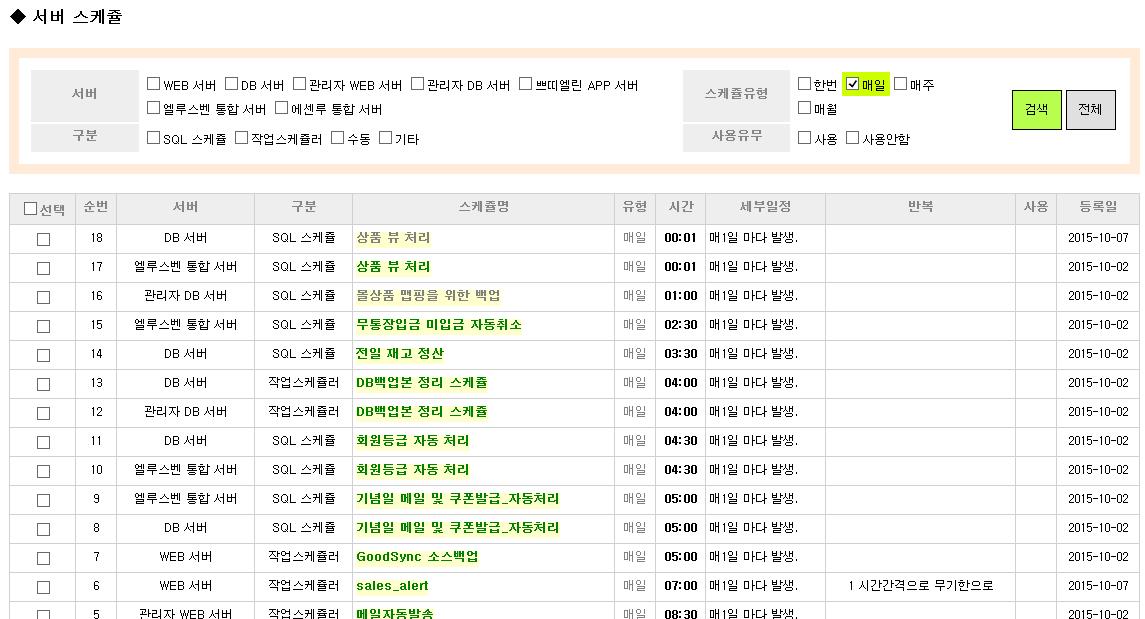 ◆ 서버 스케쥴
서버 WEB 서버 DB 서버 관리자 WEB 서버 관리자 DB 서버 쁘띠엘린 APP 서버 스케쥴유형 한번 매일 매주
엘루스벤 통합 서버 에센루 통합 서버 매월
구분 SQL 스케쥴 작업스케쥴러 수동 기타 사용유무 사용 사용안함
검색 전체
선택 순번 서버 구분 스케쥴명 유형 시간 세부일정 반복 사용 등록일
18 DB 서버 SQL 스케쥴 상품 뷰 처리 매일 00:01 매1일 마다 발생. 2015-10-07
17 엘루스벤 통합 서버 SQL 스케쥴 상품 뷰 처리 매일 00:01 매1일 마다 발생. 2015-10-02
16 관리자 DB 서버 SQL 스케쥴 몰상품 맵핑을 위한 백업 매일 01:00 매1일 마다 발생. 2015-10-02
15 엘루스벤 통합 서버 SQL 스케쥴 무통장입금 미입금 자동취소 매일 02:30 매1일 마다 발생. 2015-10-02
14 DB 서버 SQL 스케쥴 전일 재고 정산 매일 03:30 매1일 마다 발생. 2015-10-02
13 DB 서버 작업스케쥴러 DB백업본 정리 스케쥴 매일 04:00 매1일 마다 발생. 2015-10-02
12 관리자 DB 서버 작업스케쥴러 DB백업본 정리 스케쥴 매일 04:00 매1일 마다 발생. 2015-10-02
11 DB 서버 SQL 스케쥴 회원등급 자동 처리 매일 04:30 매1일 마다 발생. 2015-10-02
10 엘루스벤 통합 서버 SQL 스케쥴 회원등급 자동 처리 매일 04:30 매1일 마다 발생. 2015-10-02
9 엘루스벤 통합 서버 SQL 스케쥴 기념일 메일 및 쿠폰발급_자동처리 매일 05:00 매1일 마다 발생. 2015-10-02
8 DB 서버 SQL 스케쥴 기념일 메일 및 쿠폰발급_자동처리 매일 05:00 매1일 마다 발생. 2015-10-02
7 WEB 서버 작업스케쥴러 GoodSync 소스백업 매일 05:00 매1일 마다 발생. 2015-10-02
6 WEB 서버 작업스케쥴러 sales_alert 매일 07:00 매1일 마다 발생. 1 시간간격으로 무기한으로 2015-10-07
5 관리자 WEB 서버 작업스케쥴러 메일자동발송 매일 08:30 매1일 마다 발생. 2015-10-02